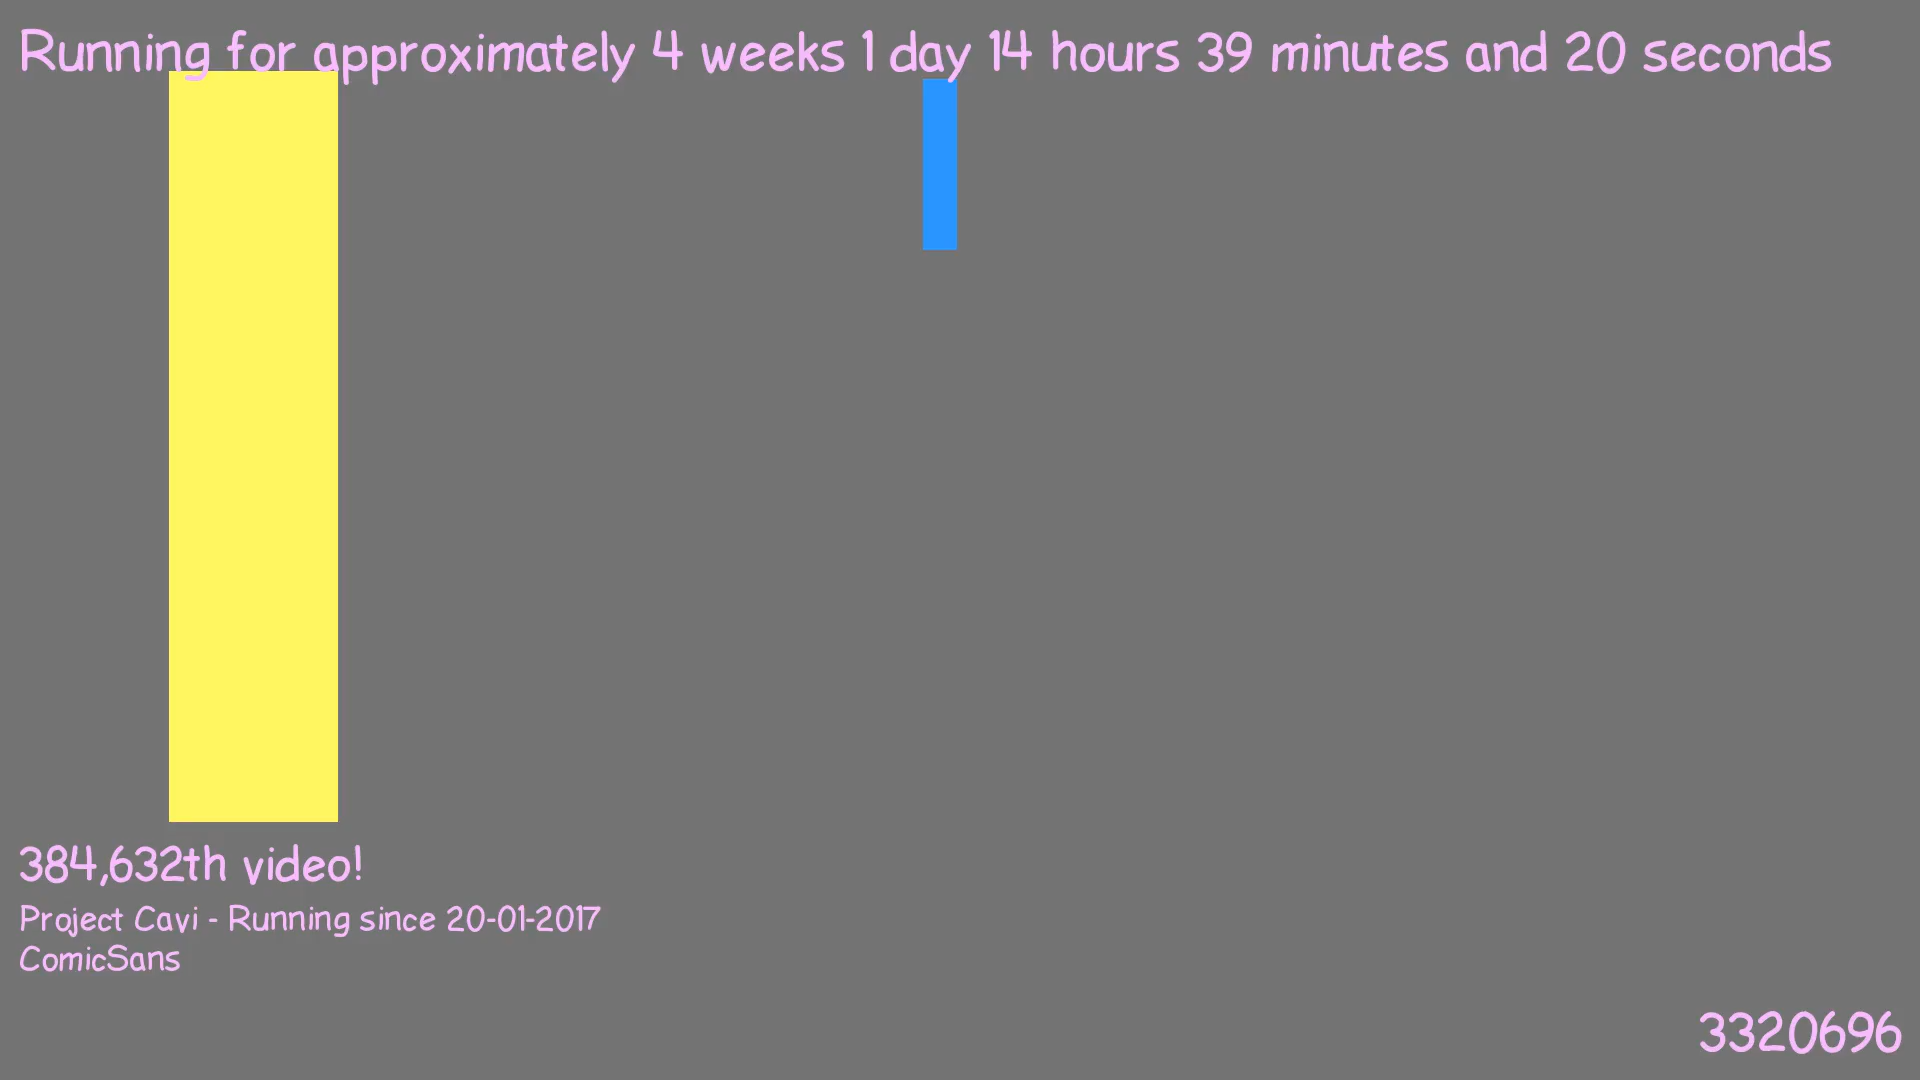 Running for approximately 4 weeks 1 day 14 hours 39 minutes and 20 seconds
384,632th video!
Project Cavi - Running since 20-01-2017
ComicSans
3320696